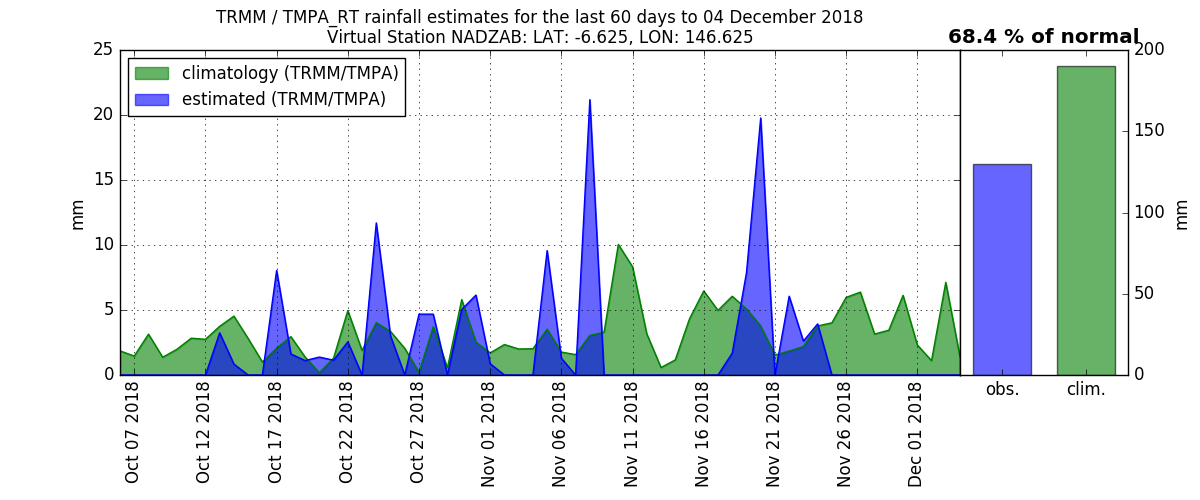 TRMM / TMPA_RT rainfall estimates for the last 60 days to 04 December 2018
Virtual Station NADZAB: LAT: -6.625, LON: 146.625
68.4 % of normal
climatology (TRMM/TMPA)
estimated (TRMM/TMPA)
mm
25
20
15
10
5
0
Oct 07 2018
Oct 12 2018
Oct 17 2018
Oct 22 2018
Oct 27 2018
Nov 01 2018
Nov 06 2018
Nov 11 2018
Nov 16 2018
Nov 21 2018
Nov 26 2018
Dec 01 2018
obs.
clim.
200
150
100
50
0
mm